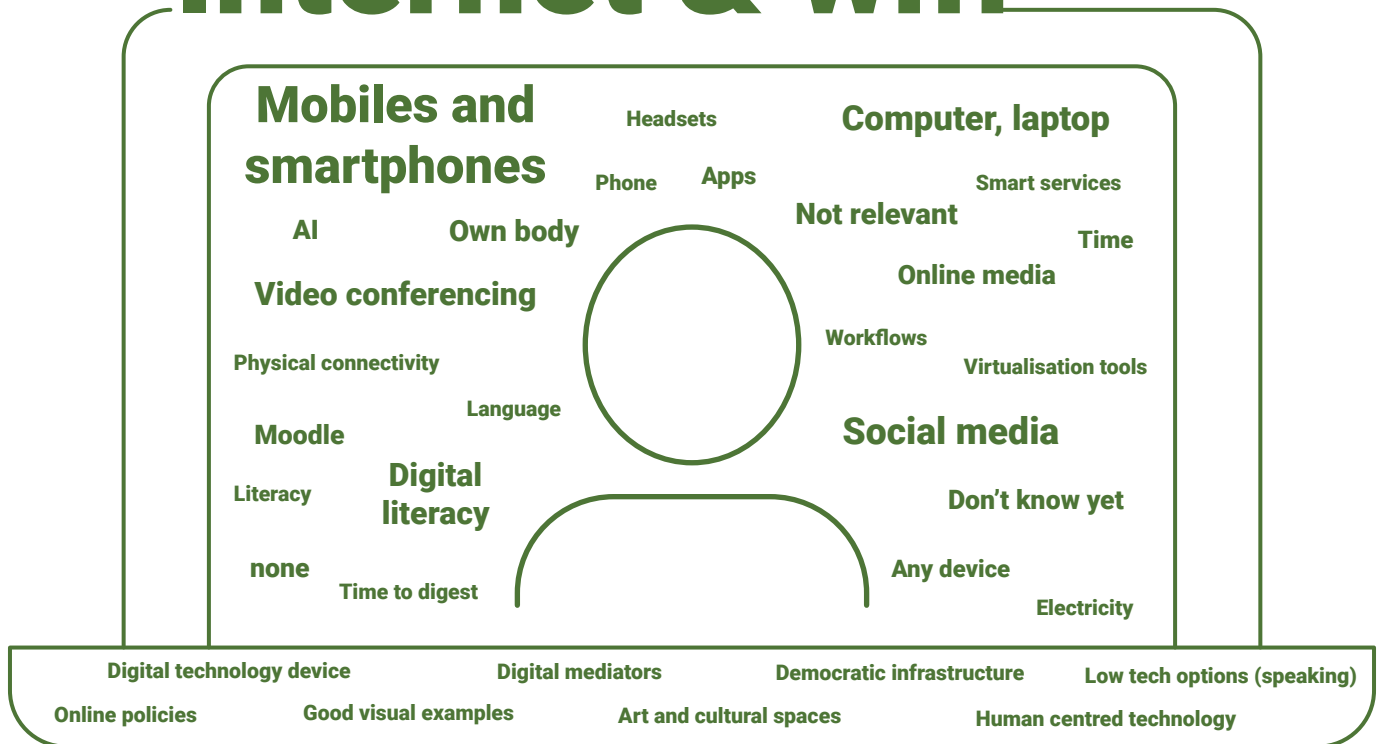 Internet & wifi
Mobiles and
smartphones
Headsets
Computer, laptop
Phone
Apps
Smart services
AI
Own body
Not relevant
Time
Video conferencing
Online media
Physical connectivity
Workflows
Virtualisation tools
Language
Moodle
Social media
Digital
literacy
Literacy
Don’t know yet
none
Time to digest
Any device
Electricity
Digital technology device
Digital mediators
Democratic infrastructure
Low tech options (speaking)
Online policies
Good visual examples
Art and cultural spaces
Human centred technology